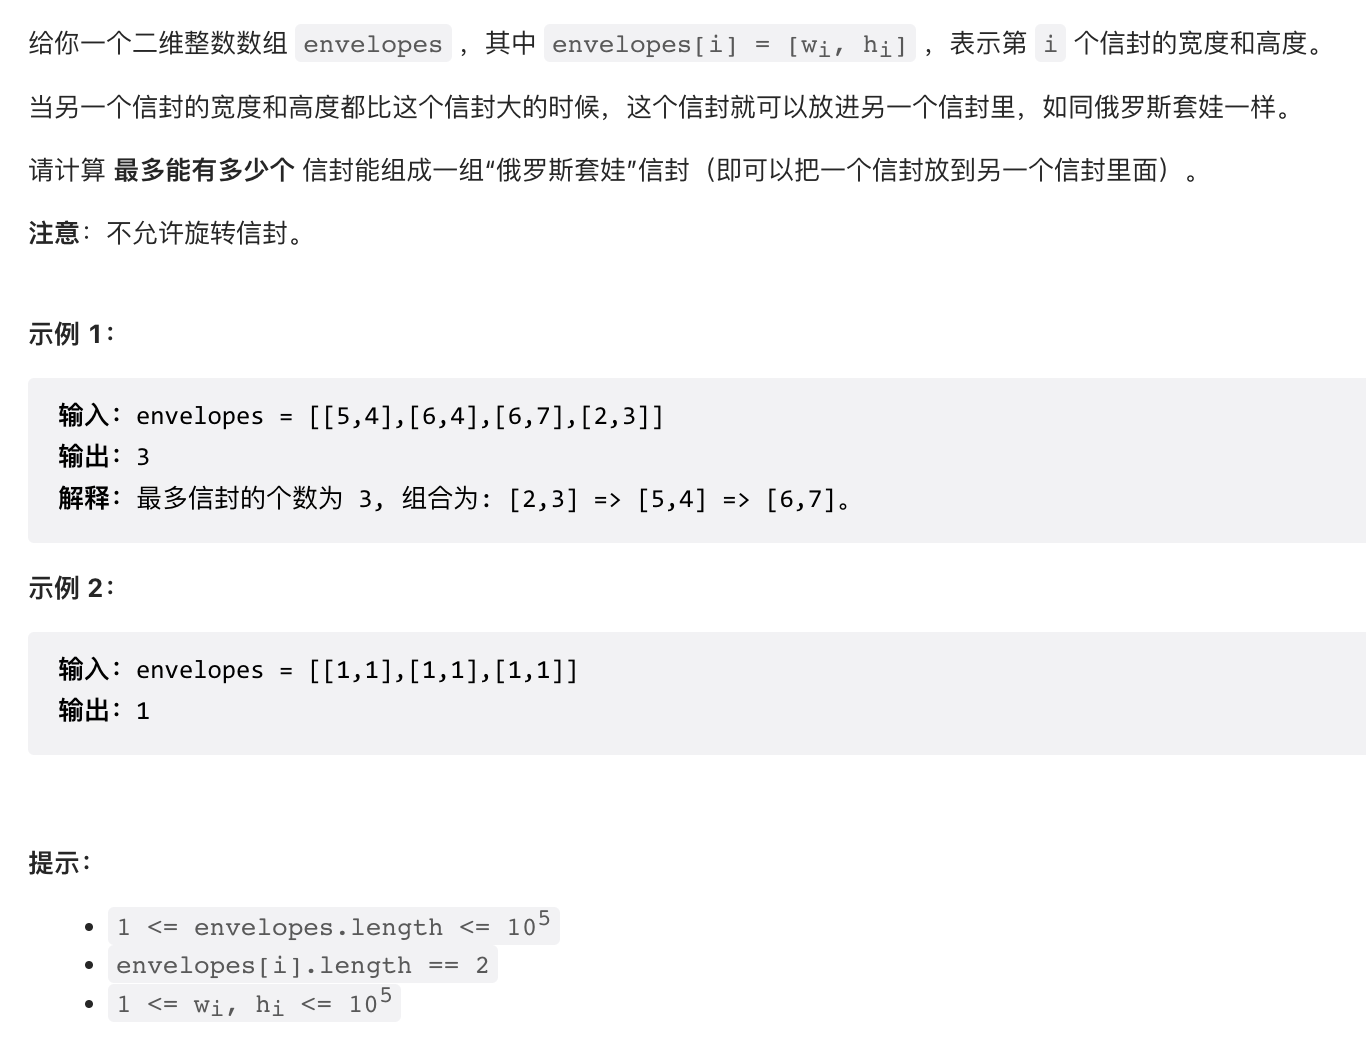 给你一个二维整数数组 envelopes ，其中 envelopes[i] = [wi, hi] ，表示第 i 个信封的宽度和高度。
当另一个信封的宽度和高度都比这个信封大的时候，这个信封就可以放进另一个信封里，如同俄罗斯套娃一样。
请计算 最多能有多少个 信封能组成一组“俄罗斯套娃”信封（即可以把一个信封放到另一个信封里面）。
注意：不允许旋转信封。
示例 1：
输入：envelopes = [[5,4],[6,4],[6,7],[2,3]]
输出：3
解释：最多信封的个数为 3, 组合为: [2,3] => [5,4] => [6,7]。
示例 2：
输入：envelopes = [[1,1],[1,1],[1,1]]
输出：1
提示：
• 1 <= envelopes.length <= 10⁵
• envelopes[i].length == 2
• 1 <= wi, hi <= 10⁵